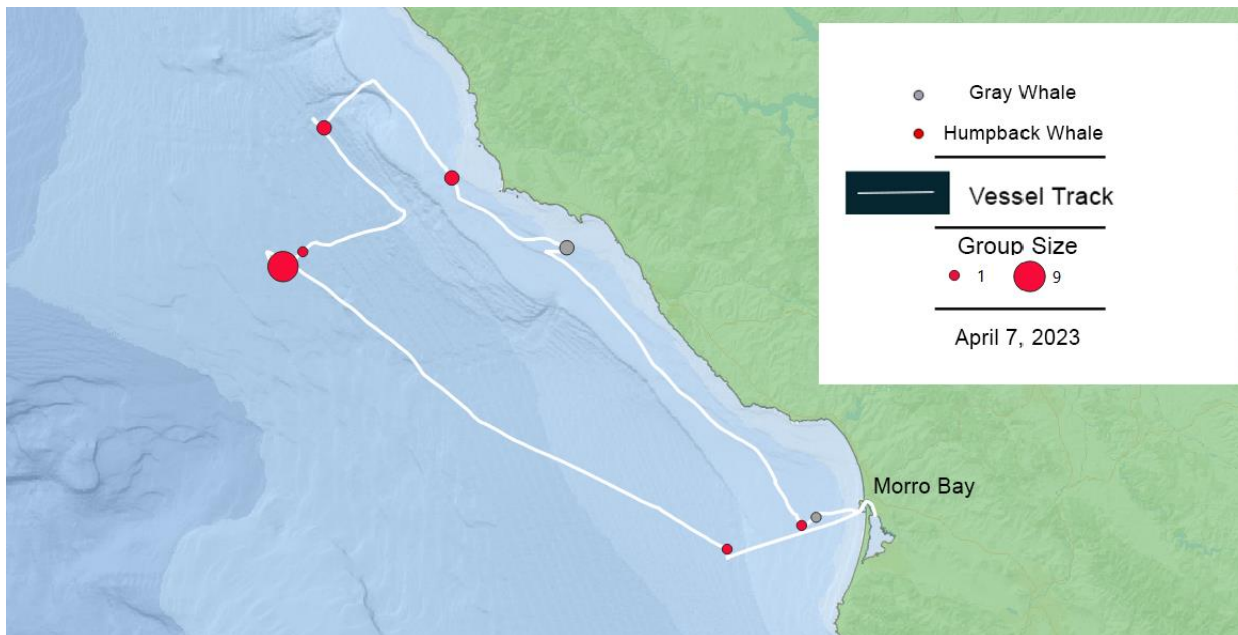 Gray Whale
Humpback Whale
Vessel Track
Group Size
1 9
April 7, 2023
Morro Bay